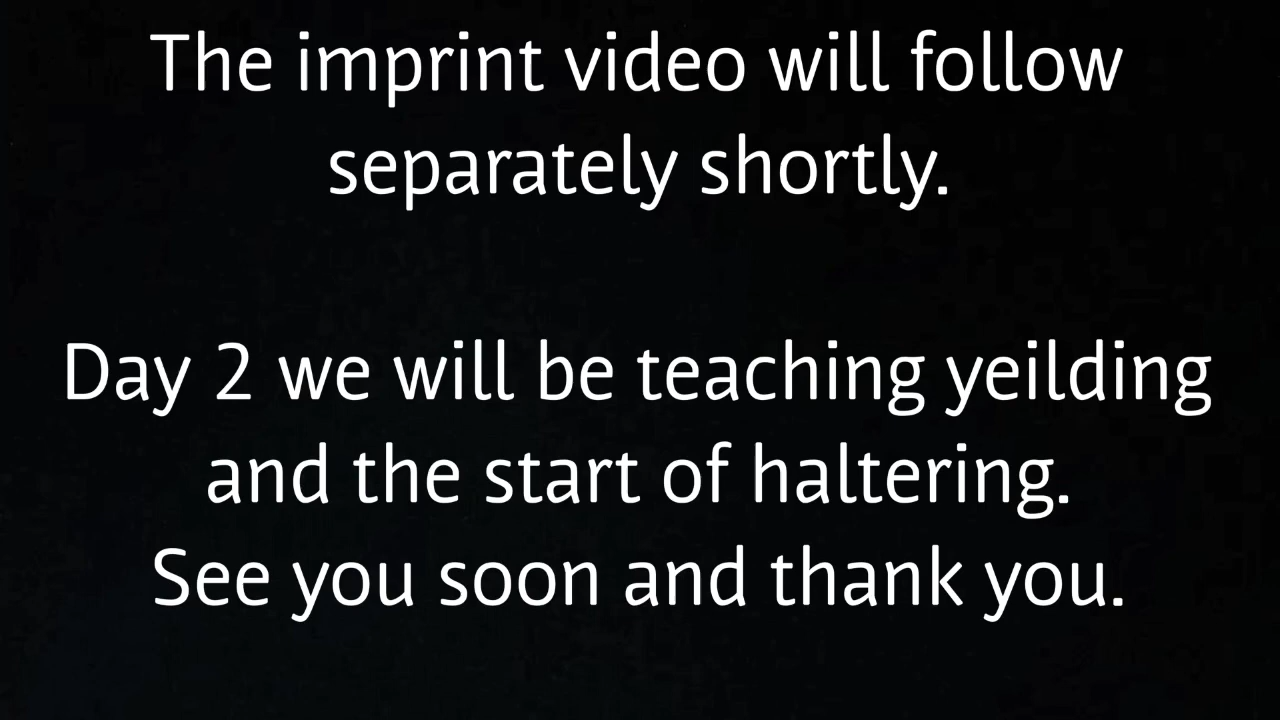 The imprint video will follow
separately shortly.
Day 2 we will be teaching yeilding
and the start of haltering.
See you soon and thank you.